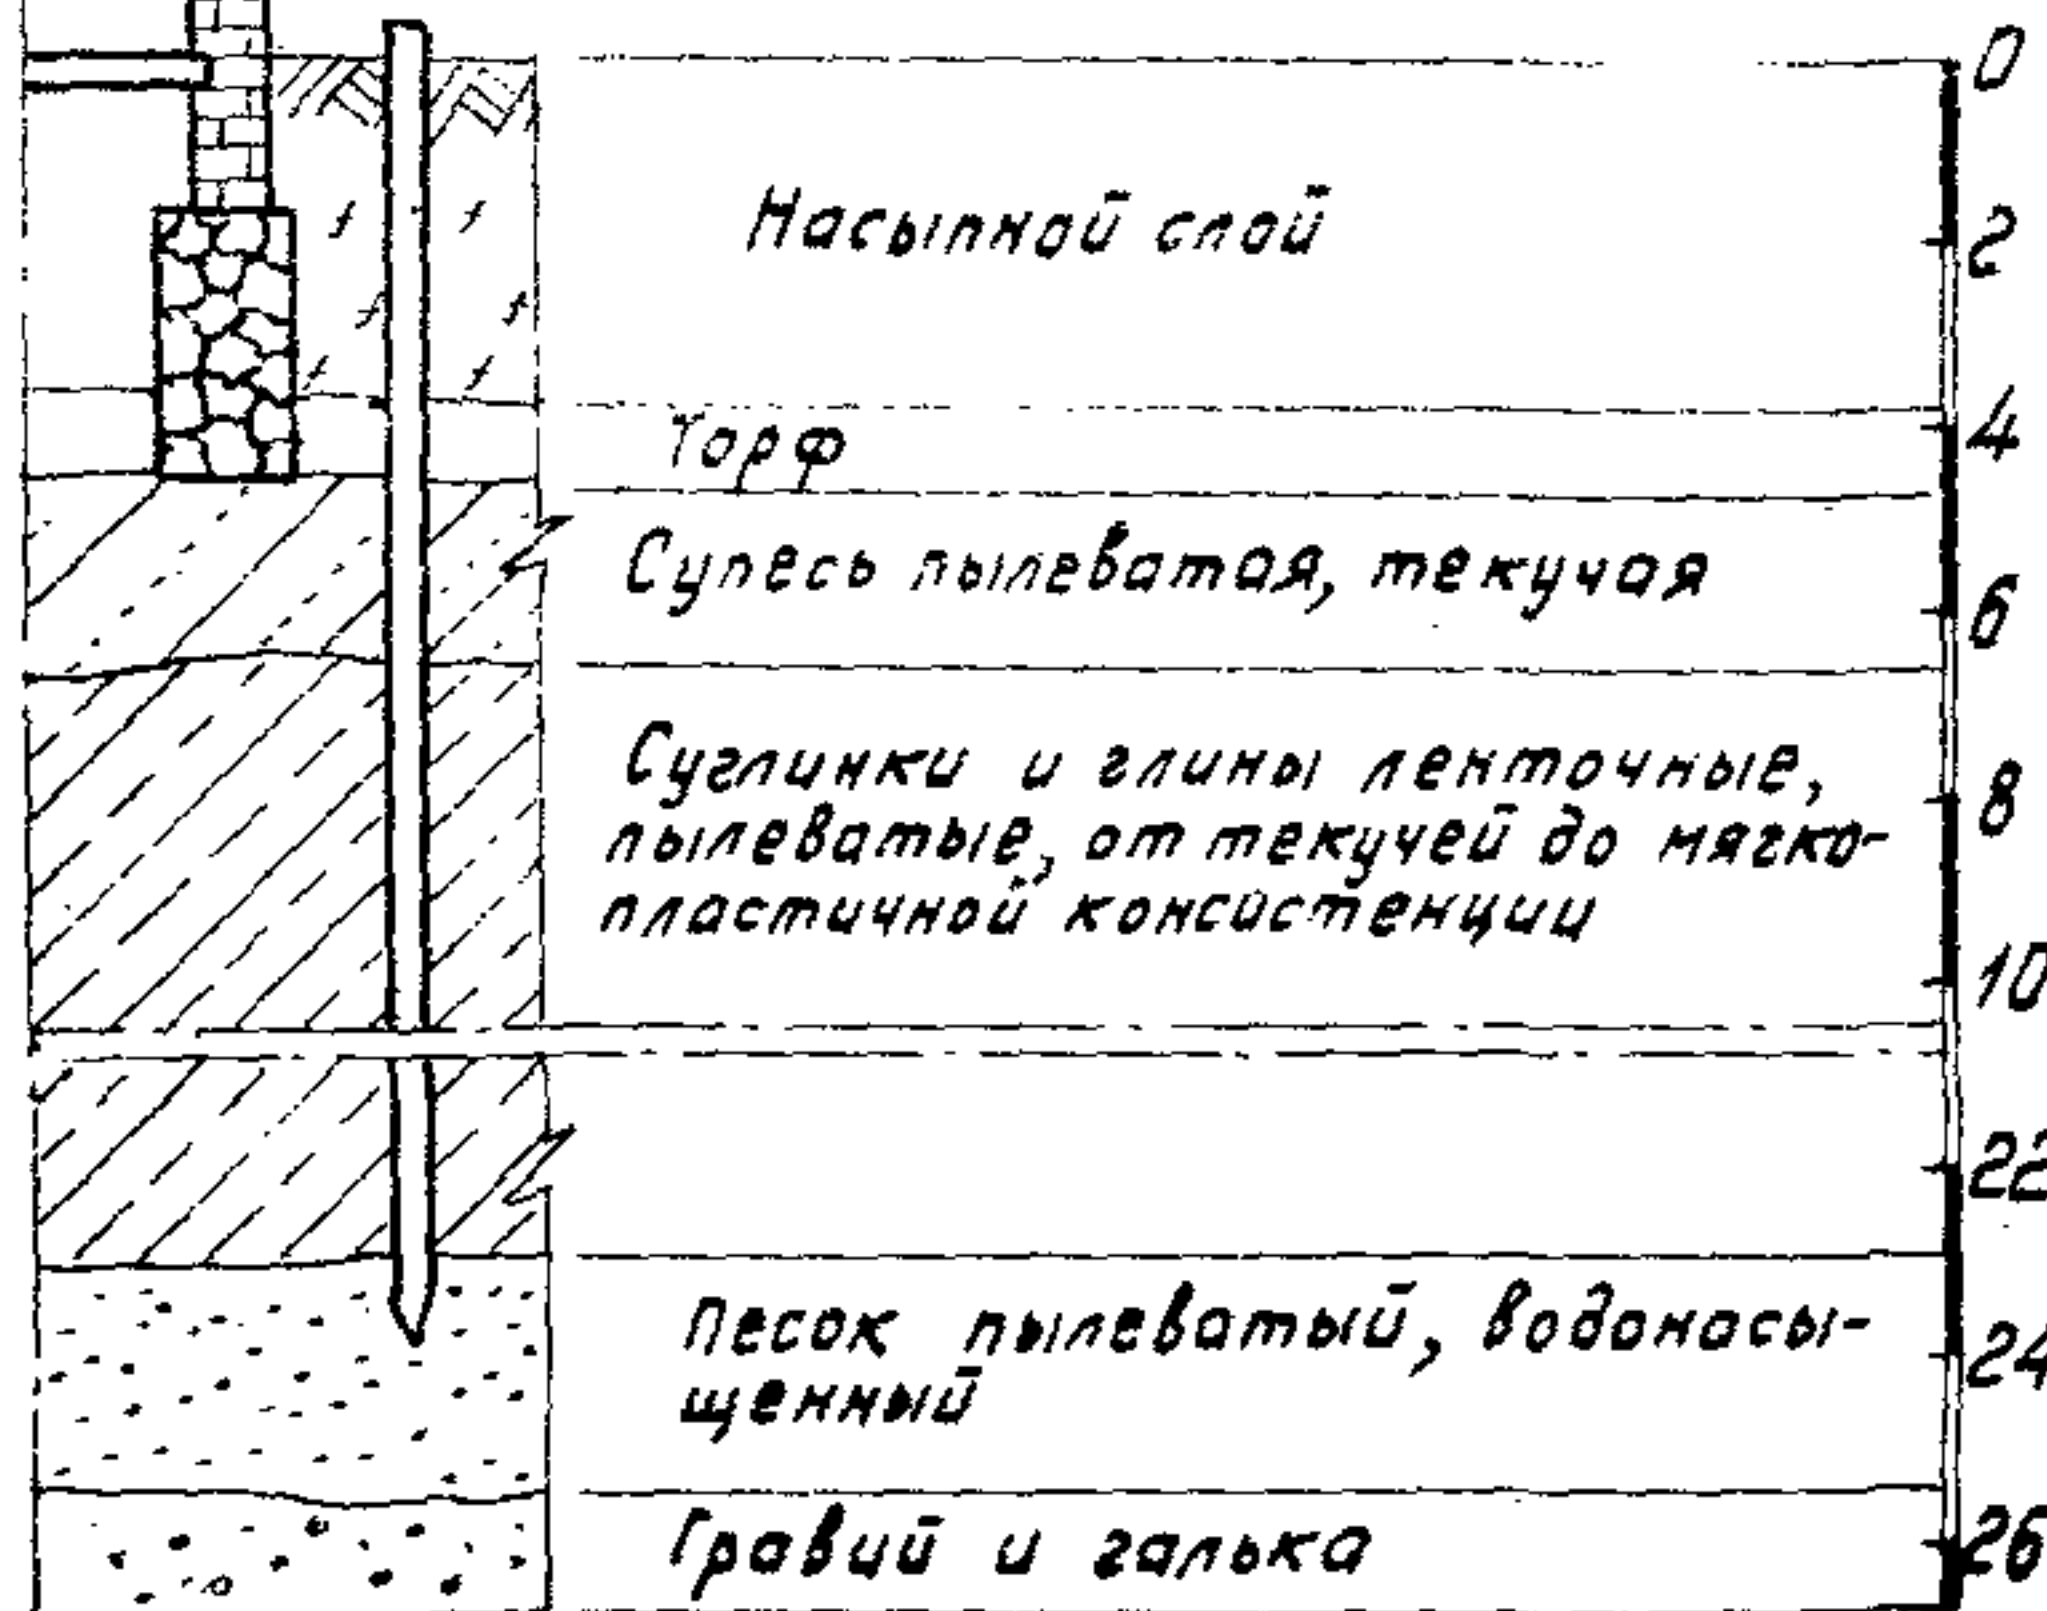 0
Насыпной слой
2
4
Торф
Супесь пылеватая, текучая
6
Суглинки и глины ленточные,
8
пылеватые, от текучей до мягко-
пластичной консистенции
10
22
Песок пылеватый, водонасы-
24
щенный
Гравий и галька
26